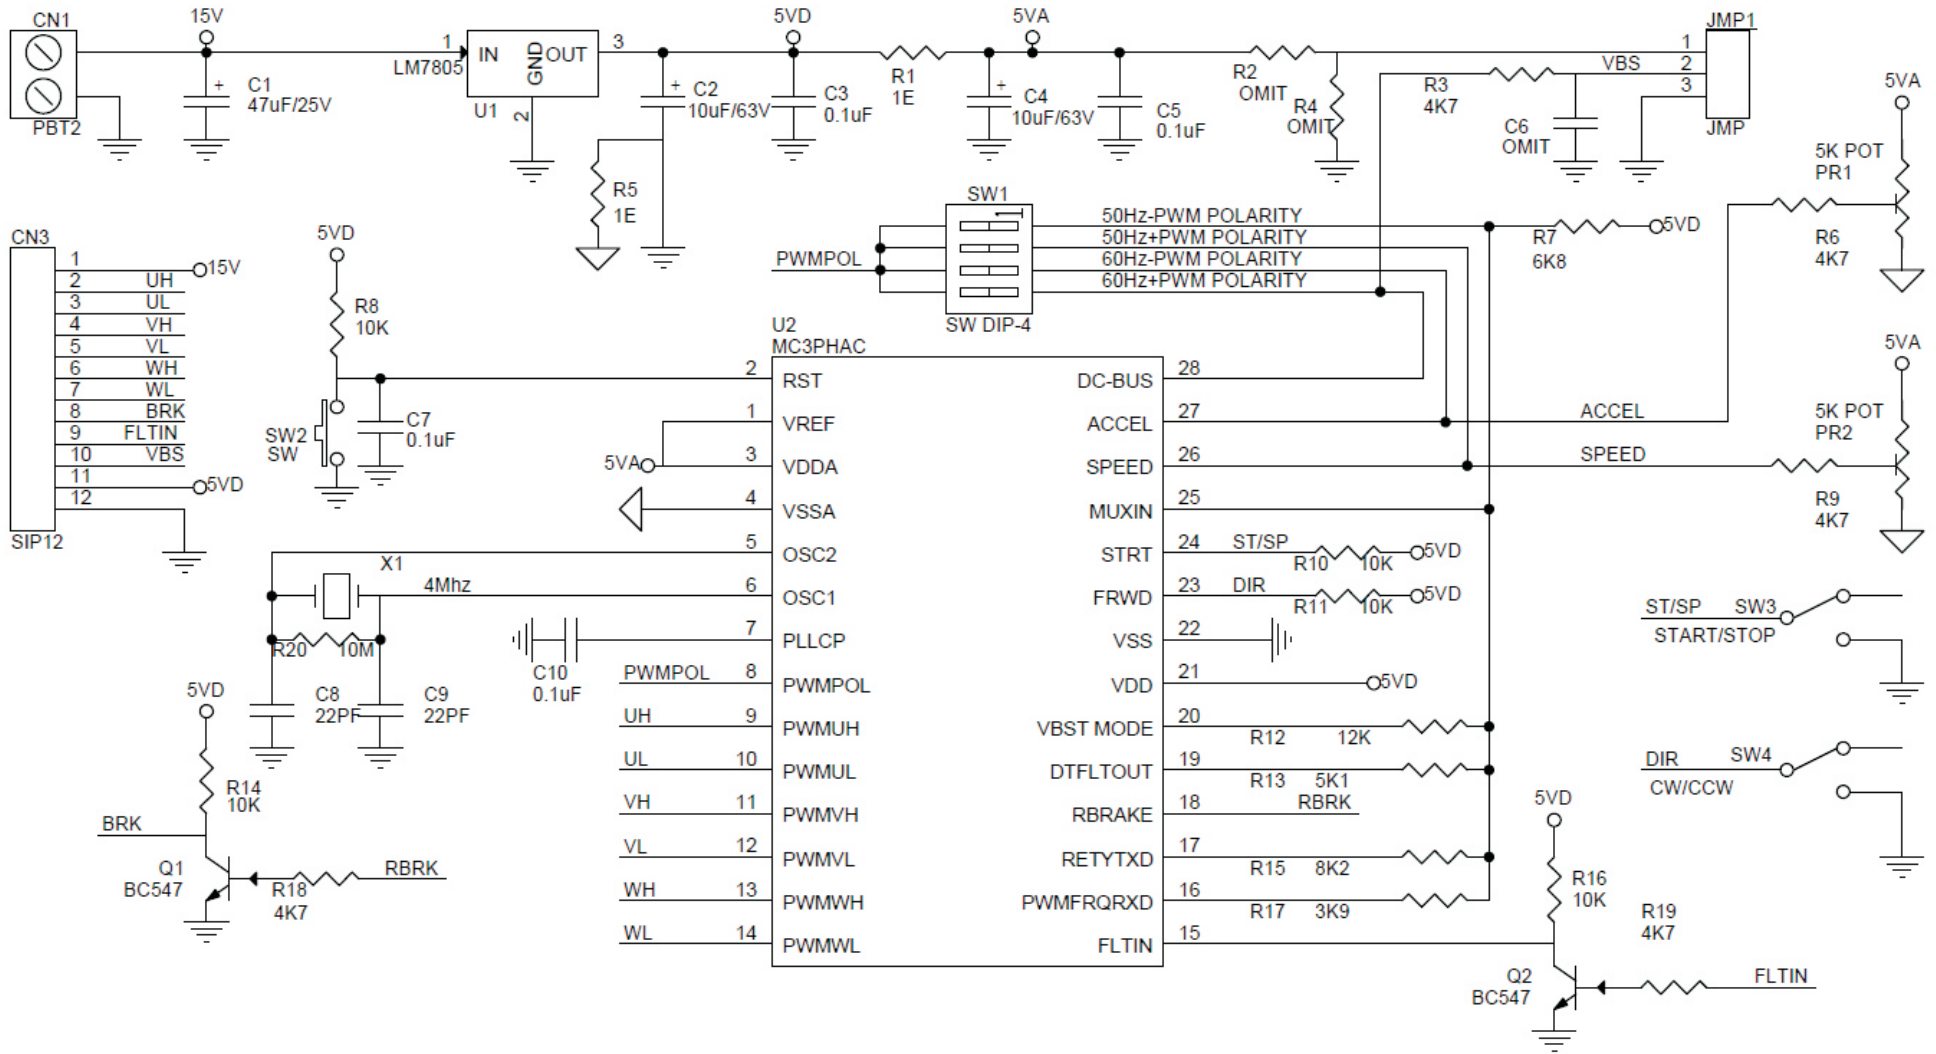 CN1
PBT2
15V
C1
47uF/25V
+
1
LM7805
IN
GND
OUT
U1
2
3
+
C2
10uF/63V
R5
1E
5VD
C3
0.1uF
R1
1E
5VA
+
C4
10uF/63V
C5
0.1uF
R2
OMIT
R4
OMIT
R3
4K7
VBS
C6
OMIT
JMP1
1
2
3
JMP
5VA
5K POT
PR1
R6
4K7
SW1
PWMPOL
50Hz-PWM POLARITY
50Hz+PWM POLARITY
60Hz-PWM POLARITY
60Hz+PWM POLARITY
SW DIP-4
R7
6K8
5VD
CN3
1
15V
2
UH
3
UL
4
VH
5
VL
6
WH
7
WL
8
BRK
9
FLTIN
10
VBS
11
5VD
12
SIP12
5VD
R8
10K
SW2
SW
C7
0.1uF
U2
MC3PHAC
2
RST
1
VREF
5VA
3
VDDA
4
VSSA
5
OSC2
X1
4Mhz
6
OSC1
R20
10M
7
PLLCP
C10
0.1uF
C8
22PF
C9
22PF
PWMPOL
8
PWMPOL
UH
9
PWMUH
UL
10
PWMUL
VH
11
PWMVH
VL
12
PWMVL
WH
13
PWMWH
WL
14
PWMWL
DC-BUS
28
ACCEL
27
ACCEL
SPEED
26
SPEED
MUXIN
25
STRT
24
ST/SP
R10
10K
5VD
FRWD
23
DIR
R11
10K
5VD
VSS
22
VDD
21
5VD
VBST MODE
20
R12
12K
DTFLTOUT
19
R13
5K1
RBRAKE
18
RBRK
RETYTXD
17
R15
8K2
PWMFRQRXD
16
R17
3K9
FLTIN
15
5VA
5K POT
PR2
R9
4K7
ST/SP
SW3
START/STOP
DIR
SW4
CW/CCW
5VD
R14
10K
BRK
Q1
BC547
R18
4K7
RBRK
5VD
R16
10K
R19
4K7
Q2
BC547
FLTIN